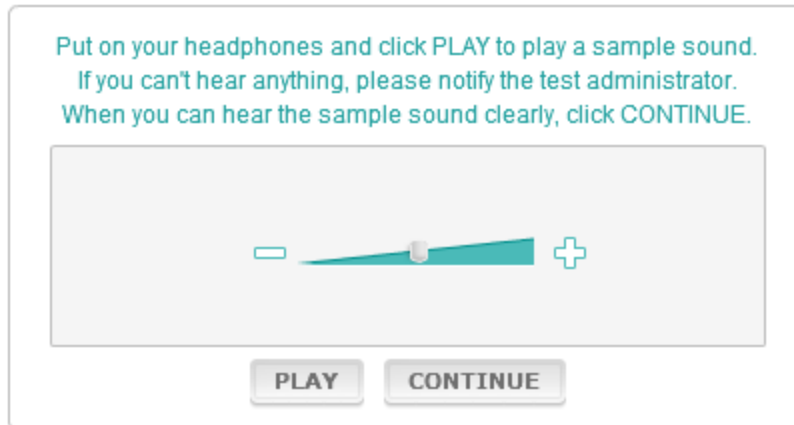 Put on your headphones and click PLAY to play a sample sound.
If you can't hear anything, please notify the test administrator.
When you can hear the sample sound clearly, click CONTINUE.
PLAY
CONTINUE